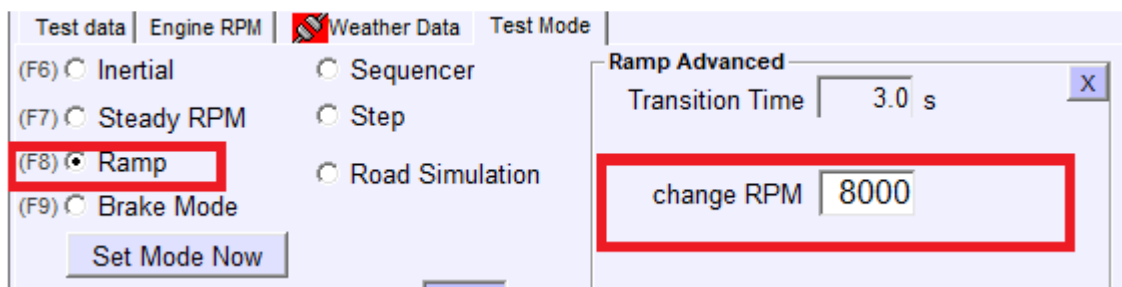 Test data Engine RPM Weather Data Test Mode
(F6) Inertial
Sequencer
(F7) Steady RPM
Step
(F8) Ramp
Road Simulation
(F9) Brake Mode
Set Mode Now
Ramp Advanced
X
Transition Time 3.0 s
change RPM 8000